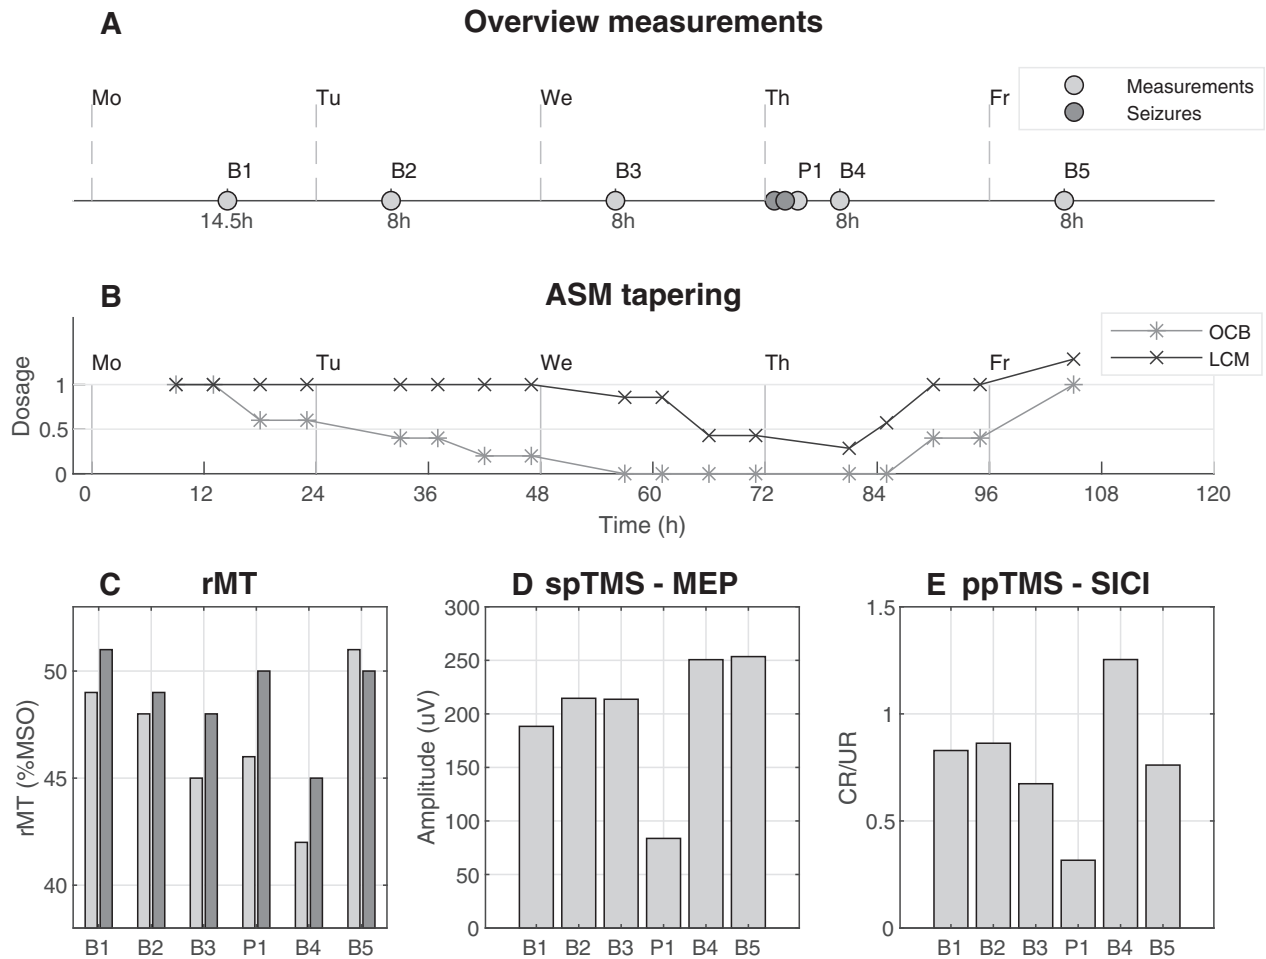 A Overview measurements
Mo Tu We Th Fr
Measurements
Seizures
B1 B2 B3 P1 B4 B5
14.5h 8h 8h 8h 8h
B ASM tapering
OCB
LCM
Mo Tu We Th Fr
Dosage
1
0.5
0
0 12 24 36 48 60 72 84 96 108 120
Time (h)
C rMT
rMT (%MSO)
50
45
40
B1 B2 B3 P1 B4 B5
D spTMS - MEP
Amplitude (uV)
300
250
200
150
100
50
0
B1 B2 B3 P1 B4 B5
E ppTMS - SICI
CR/UR
1.5
1
0.5
0
B1 B2 B3 P1 B4 B5